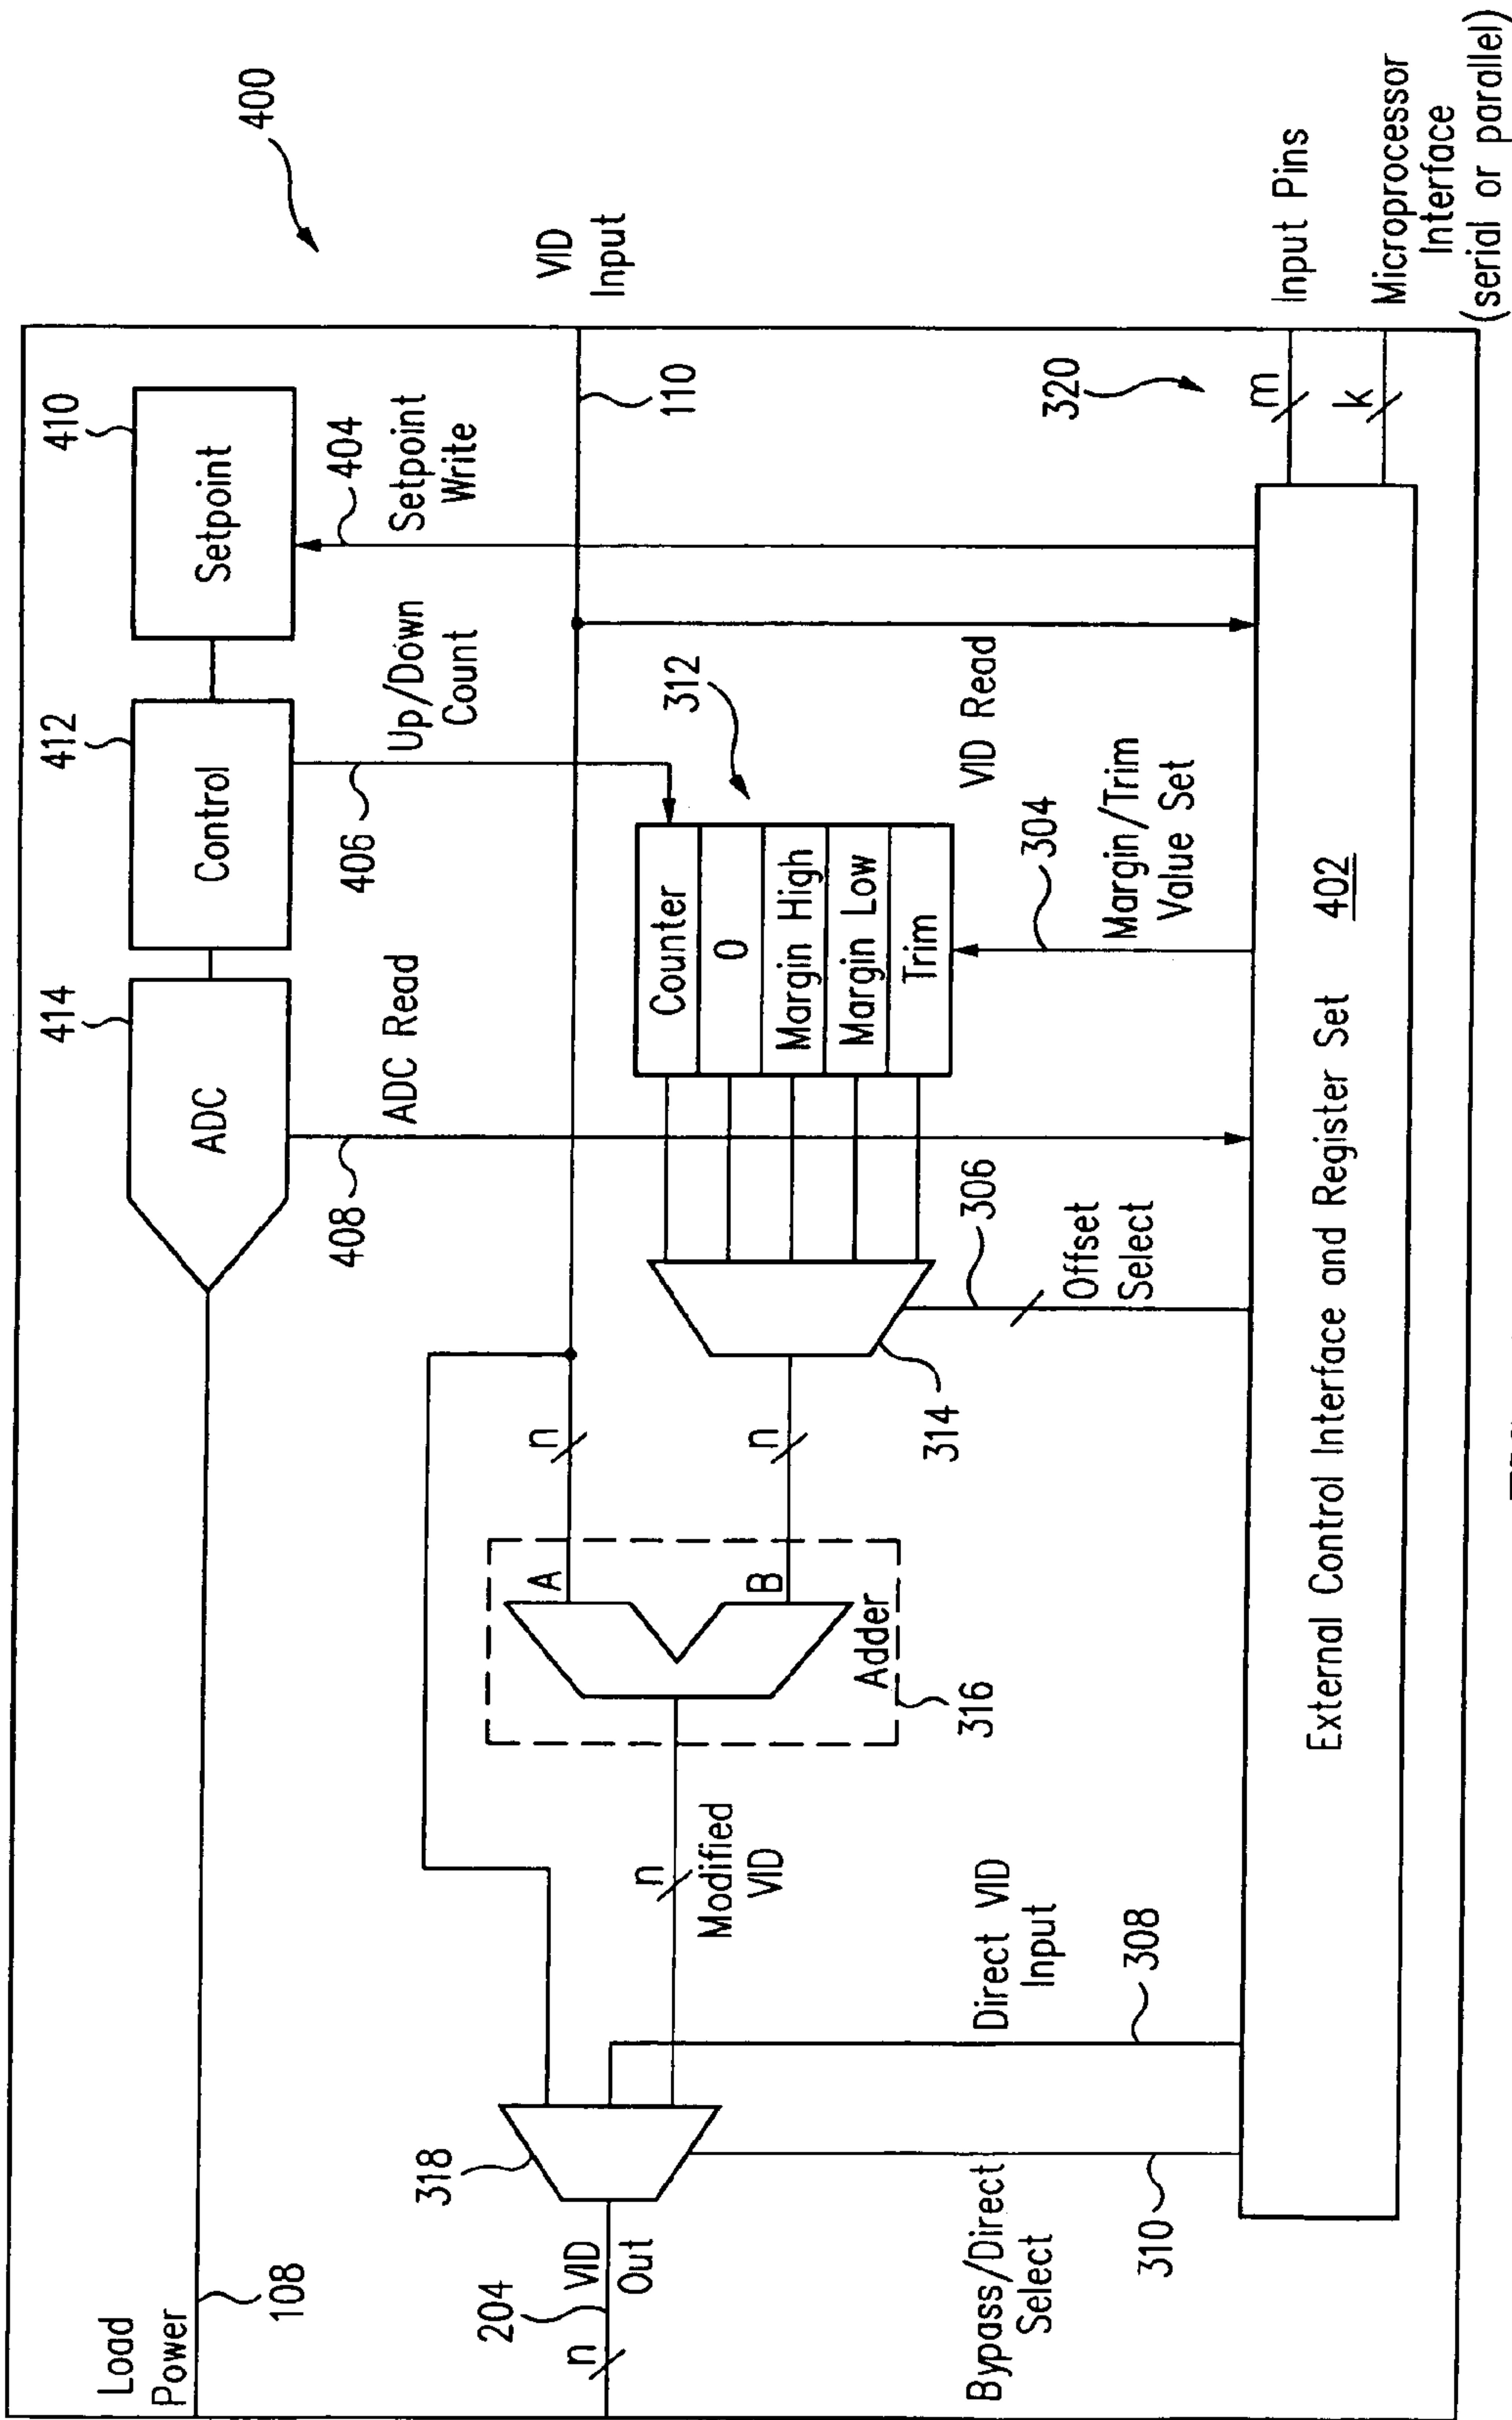 400
Load
Power
108
414
ADC
412
Control
410
Setpoint
408
ADC Read
406
Up/Down
Count
404
Setpoint
Write
VID
Input
110
n
204
VID
Out
318
n
Modified
VID
A
B
Adder
316
n
n
314
312
Counter
0
Margin High
Margin Low
Trim
VID Read
304
Margin/Trim
Value Set
306
Offset
Select
Direct VID
Input
308
Bypass/Direct
Select
310
320
m
k
Input Pins
Microprocessor
Interface
(serial or parallel)
External Control Interface and Register Set 402